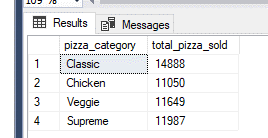 109 %
Results Messages
pizza_category total_pizza_sold
1 Classic 14888
2 Chicken 11050
3 Veggie 11649
4 Supreme 11987